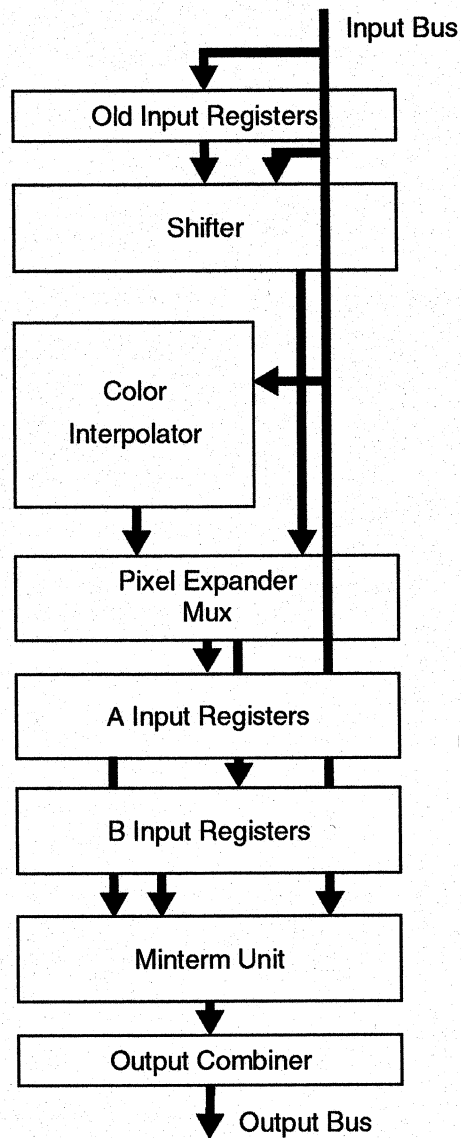 Input Bus
Old Input Registers
Shifter
Color
Interpolator
Pixel Expander
Mux
A Input Registers
B Input Registers
Minterm Unit
Output Combiner
Output Bus